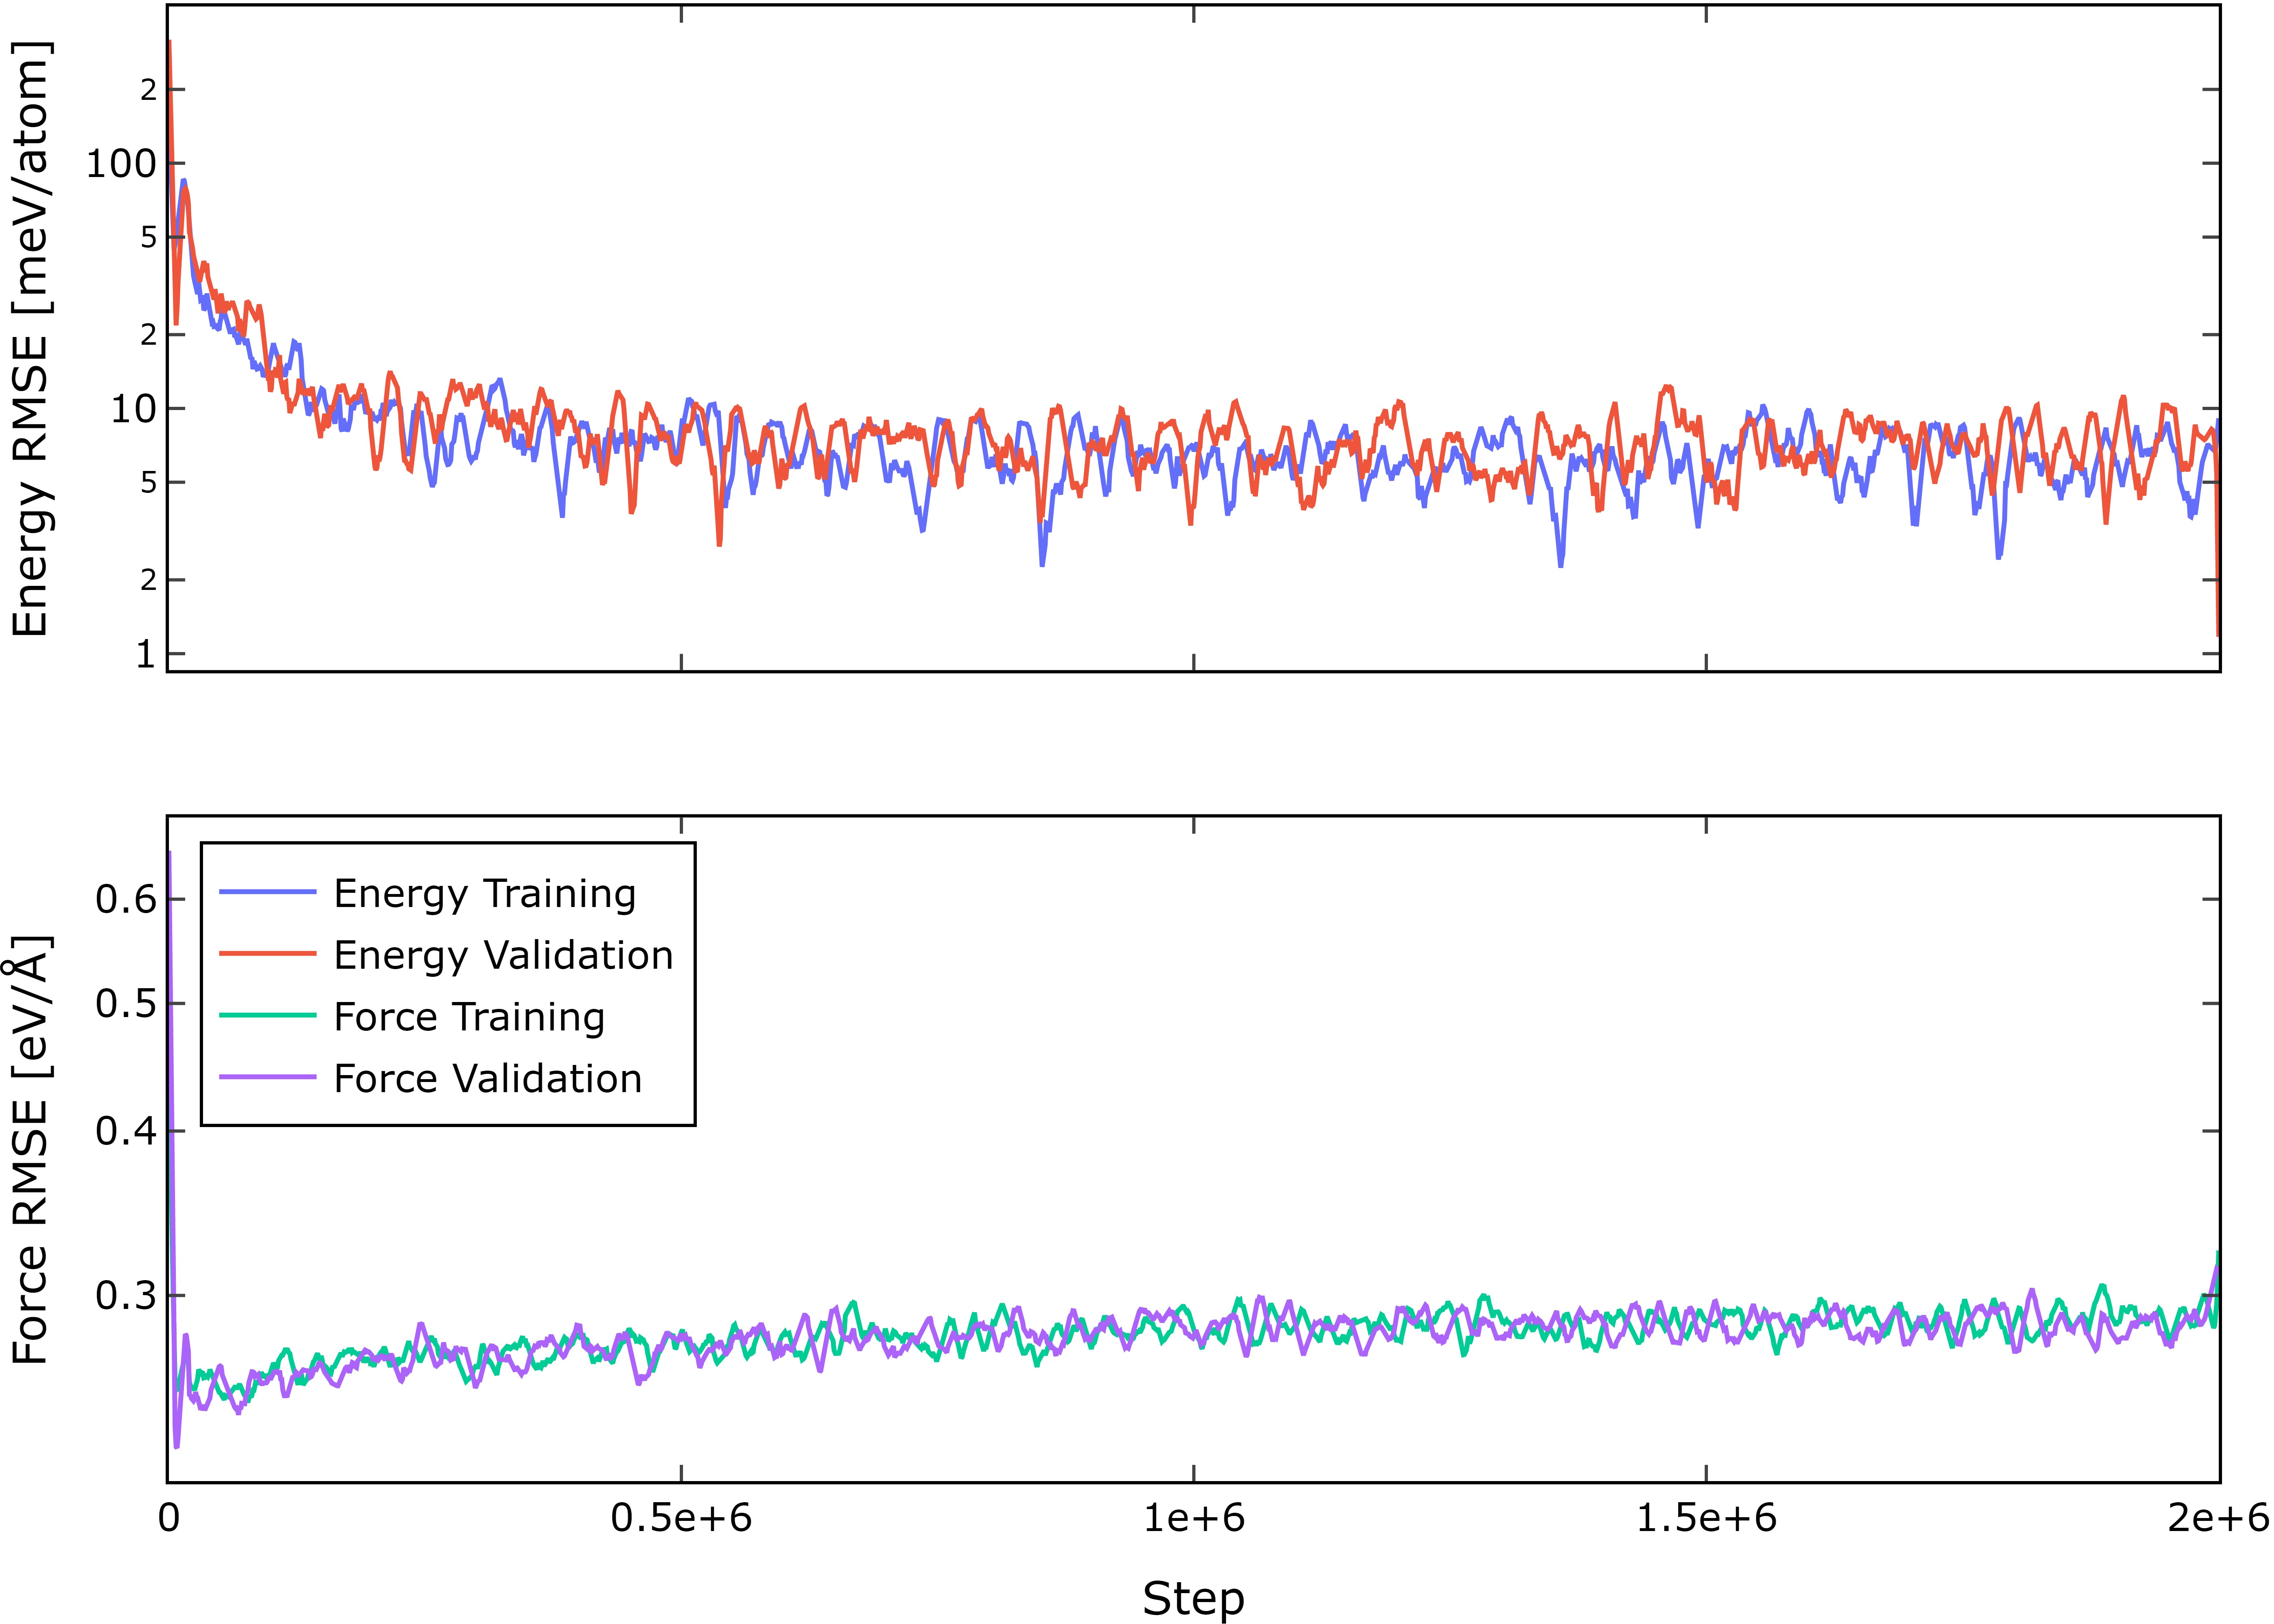 Energy RMSE [meV/atom]
2
100
5
2
10
5
2
1
Force RMSE [eV/Å]
0.6
0.5
0.4
0.3
Energy Training
Energy Validation
Force Training
Force Validation
0 0.5e+6 1e+6 1.5e+6 2e+6
Step